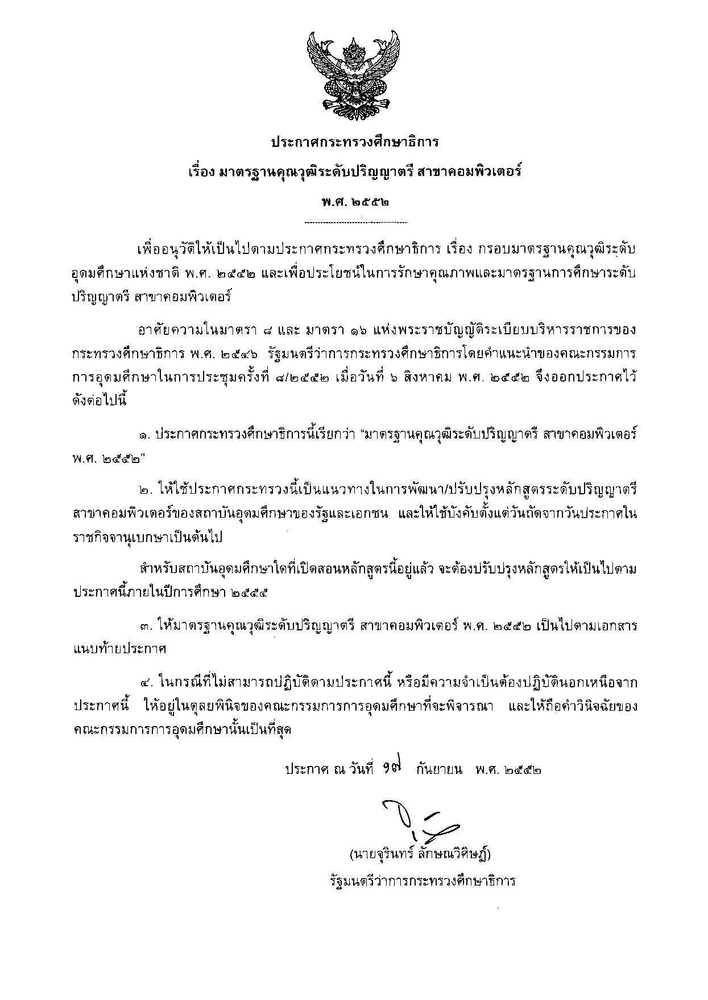 ประกาศกระทรวงศึกษาธิการ
เรื่อง มาตรฐานคุณวุฒิระดับปริญญาตรี สาขาคอมพิวเตอร์
พ.ศ. ๒๕๕๒
เพื่ออนุวัติให้เป็นไปตามประกาศกระทรวงศึกษาธิการ เรื่อง กรอบมาตรฐานคุณวุฒิระดับ
อุดมศึกษาแห่งชาติ พ.ศ. ๒๕๕๒ และเพื่อประโยชน์ในการรักษาคุณภาพและมาตรฐานการศึกษาระดับ
ปริญญาตรี สาขาคอมพิวเตอร์
อาศัยความในมาตรา ๘ และ มาตรา ๑๖ แห่งพระราชบัญญัติระเบียบบริหารราชการของ
กระทรวงศึกษาธิการ พ.ศ. ๒๕๔๖ รัฐมนตรีว่าการกระทรวงศึกษาธิการโดยคำแนะนำของคณะกรรมการ
การอุดมศึกษาในการประชุมครั้งที่ ๘/๒๕๕๒ เมื่อวันที่ ๖ สิงหาคม พ.ศ. ๒๕๕๒ จึงออกประกาศไว้
ดังต่อไปนี้
๑. ประกาศกระทรวงศึกษาธิการนี้เรียกว่า “มาตรฐานคุณวุฒิระดับปริญญาตรี สาขาคอมพิวเตอร์
พ.ศ. ๒๕๕๒”
๒. ให้ใช้ประกาศกระทรวงนี้เป็นแนวทางในการพัฒนา/ปรับปรุงหลักสูตรระดับปริญญาตรี
สาขาคอมพิวเตอร์ของสถาบันอุดมศึกษาของรัฐและเอกชน และให้ใช้บังคับตั้งแต่วันถัดจากวันประกาศใน
ราชกิจจานุเบกษาเป็นต้นไป
สำหรับสถาบันอุดมศึกษาใดที่เปิดสอนหลักสูตรนี้อยู่แล้ว จะต้องปรับปรุงหลักสูตรให้เป็นไปตาม
ประกาศนี้ภายในปีการศึกษา ๒๕๕๕
๓. ให้มาตรฐานคุณวุฒิระดับปริญญาตรี สาขาคอมพิวเตอร์ พ.ศ. ๒๕๕๒ เป็นไปตามเอกสาร
แนบท้ายประกาศ
๔. ในกรณีที่ไม่สามารถปฏิบัติตามประกาศนี้ หรือมีความจำเป็นต้องปฏิบัตินอกเหนือจาก
ประกาศนี้ ให้อยู่ในดุลยพินิจของคณะกรรมการการอุดมศึกษาที่จะพิจารณา และให้ถือคำวินิจฉัยของ
คณะกรรมการการอุดมศึกษานั้นเป็นที่สุด
ประกาศ ณ วันที่ ๑๗ กันยายน พ.ศ. ๒๕๕๒
(นายจุรินทร์ ลักษณวิศิษฏ์)
รัฐมนตรีว่าการกระทรวงศึกษาธิการ